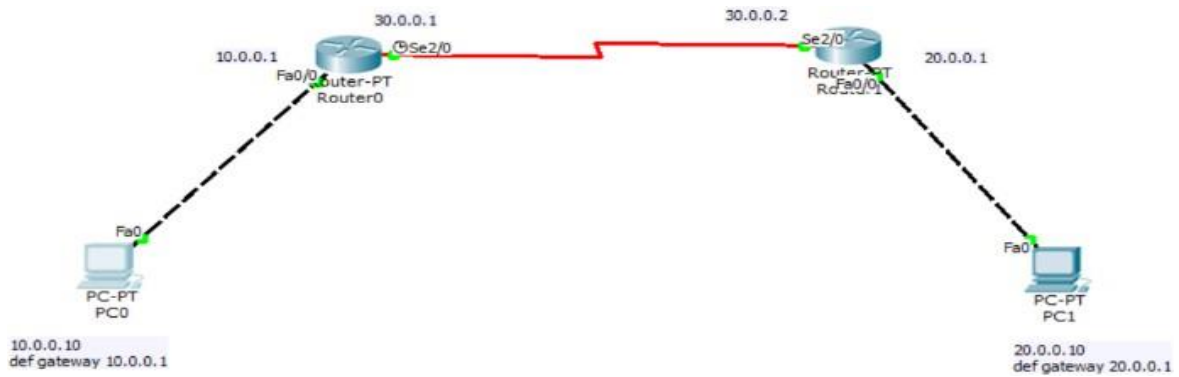 30.0.0.1
30.0.0.2
10.0.0.1
Se2/0
Se2/0
20.0.0.1
Fa0/0
Router-PT
Router0
Fa0/0
Fa0
PC-PT
PC0
Fa0
PC-PT
PC1
10.0.0.10
def gateway 10.0.0.1
20.0.0.10
def gateway 20.0.0.1